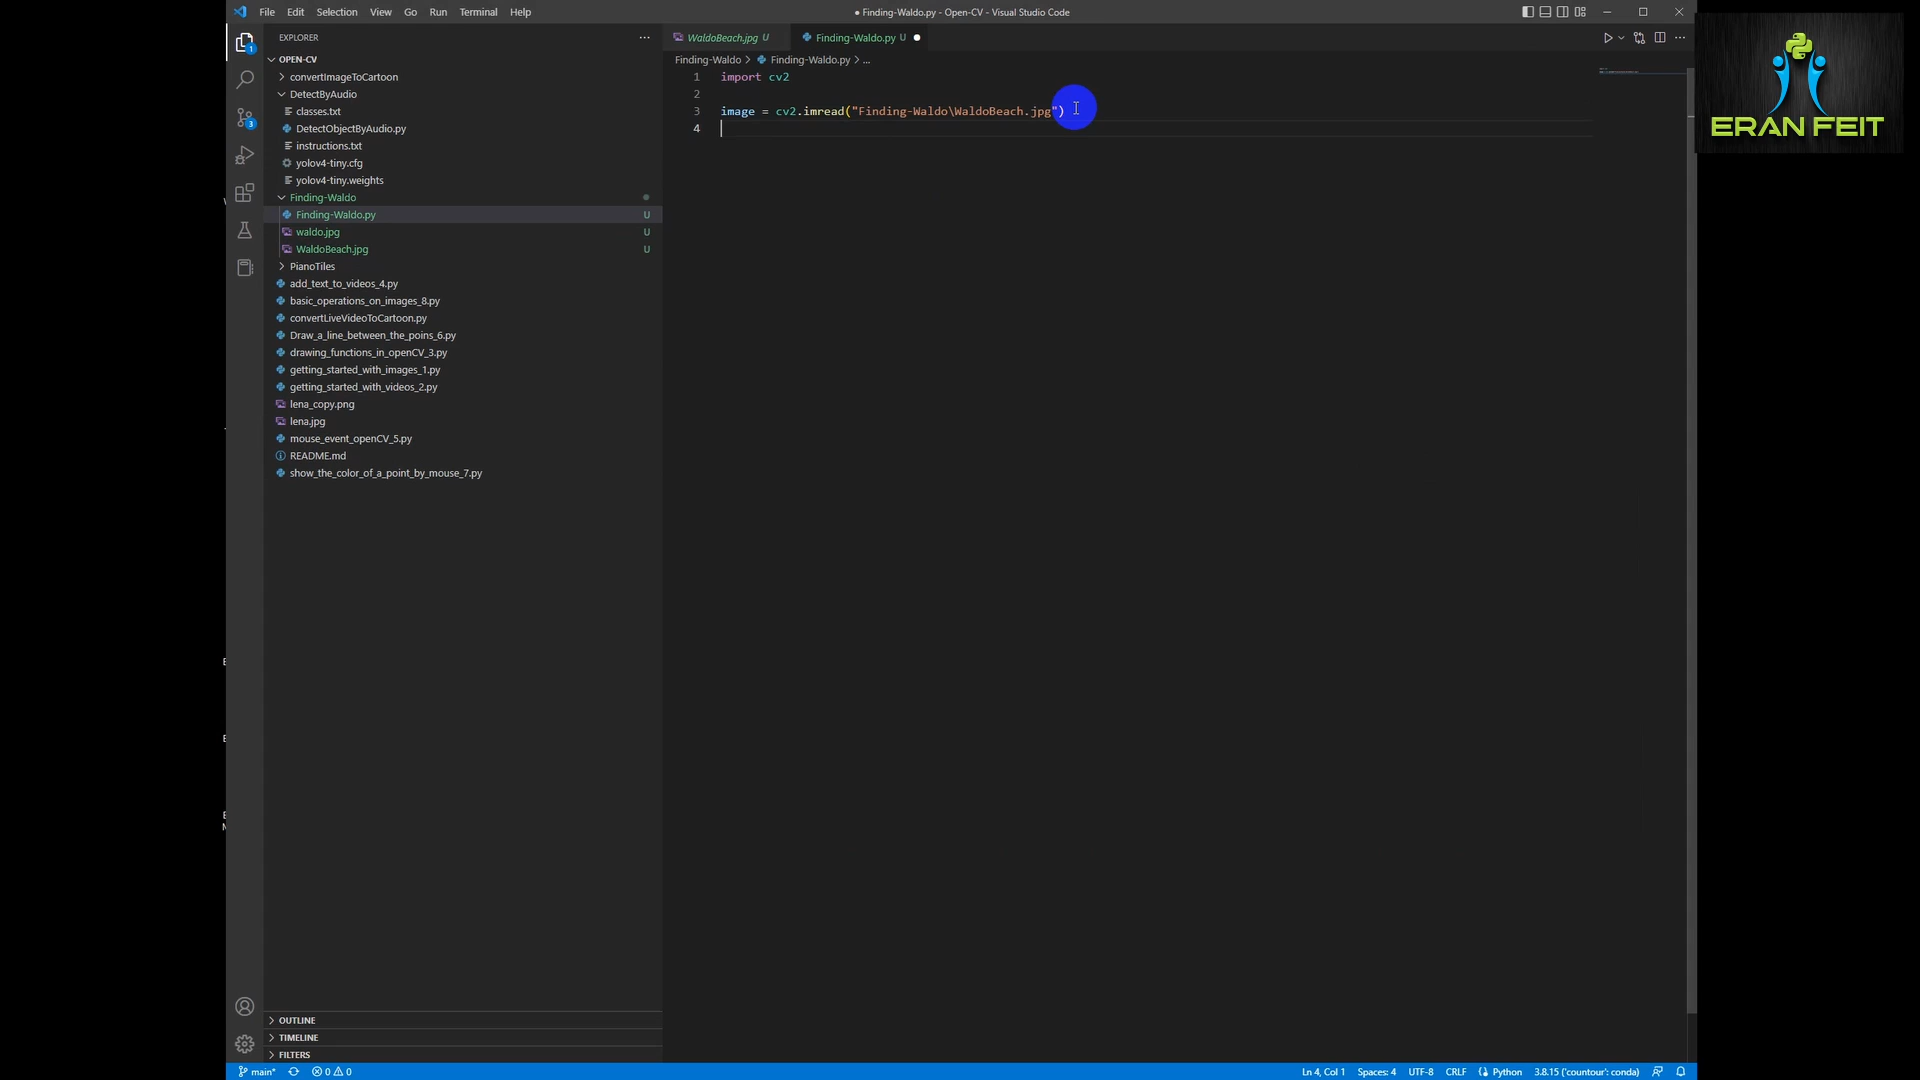 File Edit Selection View Go Run Terminal Help
● Finding-Waldo.py - Open-CV - Visual Studio Code
EXPLORER
OPEN-CV
convertImageToCartoon
DetectByAudio
classes.txt
DetectObjectByAudio.py
instructions.txt
yolov4-tiny.cfg
yolov4-tiny.weights
Finding-Waldo
Finding-Waldo.py U
waldo.jpg U
WaldoBeach.jpg U
PianoTiles
add_text_to_videos_4.py
basic_operations_on_images_8.py
convertLiveVideoToCartoon.py
Draw_a_line_between_the_poins_6.py
drawing_functions_in_openCV_3.py
getting_started_with_images_1.py
getting_started_with_videos_2.py
lena_copy.png
lena.jpg
mouse_event_openCV_5.py
README.md
show_the_color_of_a_point_by_mouse_7.py
OUTLINE
TIMELINE
FILTERS
1
3
WaldoBeach.jpg U
Finding-Waldo.py U
Finding-Waldo > Finding-Waldo.py > ...
1 import cv2
2
3 image = cv2.imread("Finding-Waldo\WaldoBeach.jpg")
4
ERAN FEIT
main* 0 0
Ln 4, Col 1 Spaces: 4 UTF-8 CRLF Python 3.8.15 ('countour': conda)